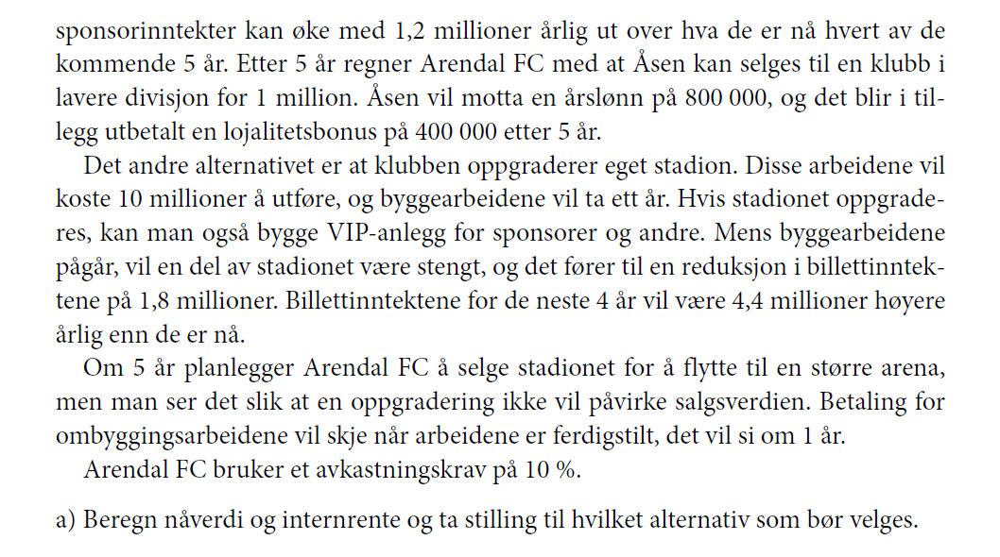 sponsorinntekter kan øke med 1,2 millioner årlig ut over hva de er nå hvert av de
kommende 5 år. Etter 5 år regner Arendal FC med at Åsen kan selges til en klubb i
lavere divisjon for 1 million. Åsen vil motta en årslønn på 800 000, og det blir i til-
legg utbetalt en lojalitetsbonus på 400 000 etter 5 år.
Det andre alternativet er at klubben oppgraderer eget stadion. Disse arbeidene vil
koste 10 millioner å utføre, og byggearbeidene vil ta ett år. Hvis stadionet oppgrade-
res, kan man også bygge VIP-anlegg for sponsorer og andre. Mens byggearbeidene
pågår, vil en del av stadionet være stengt, og det fører til en reduksjon i billettinntek-
tene på 1,8 millioner. Billettinntektene for de neste 4 år vil være 4,4 millioner høyere
årlig enn de er nå.
Om 5 år planlegger Arendal FC å selge stadionet for å flytte til en større arena,
men man ser det slik at en oppgradering ikke vil påvirke salgsverdien. Betaling for
ombyggingsarbeidene vil skje når arbeidene er ferdigstilt, det vil si om 1 år.
Arendal FC bruker et avkastningskrav på 10 %.
a) Beregn nåverdi og internrente og ta stilling til hvilket alternativ som bør velges.